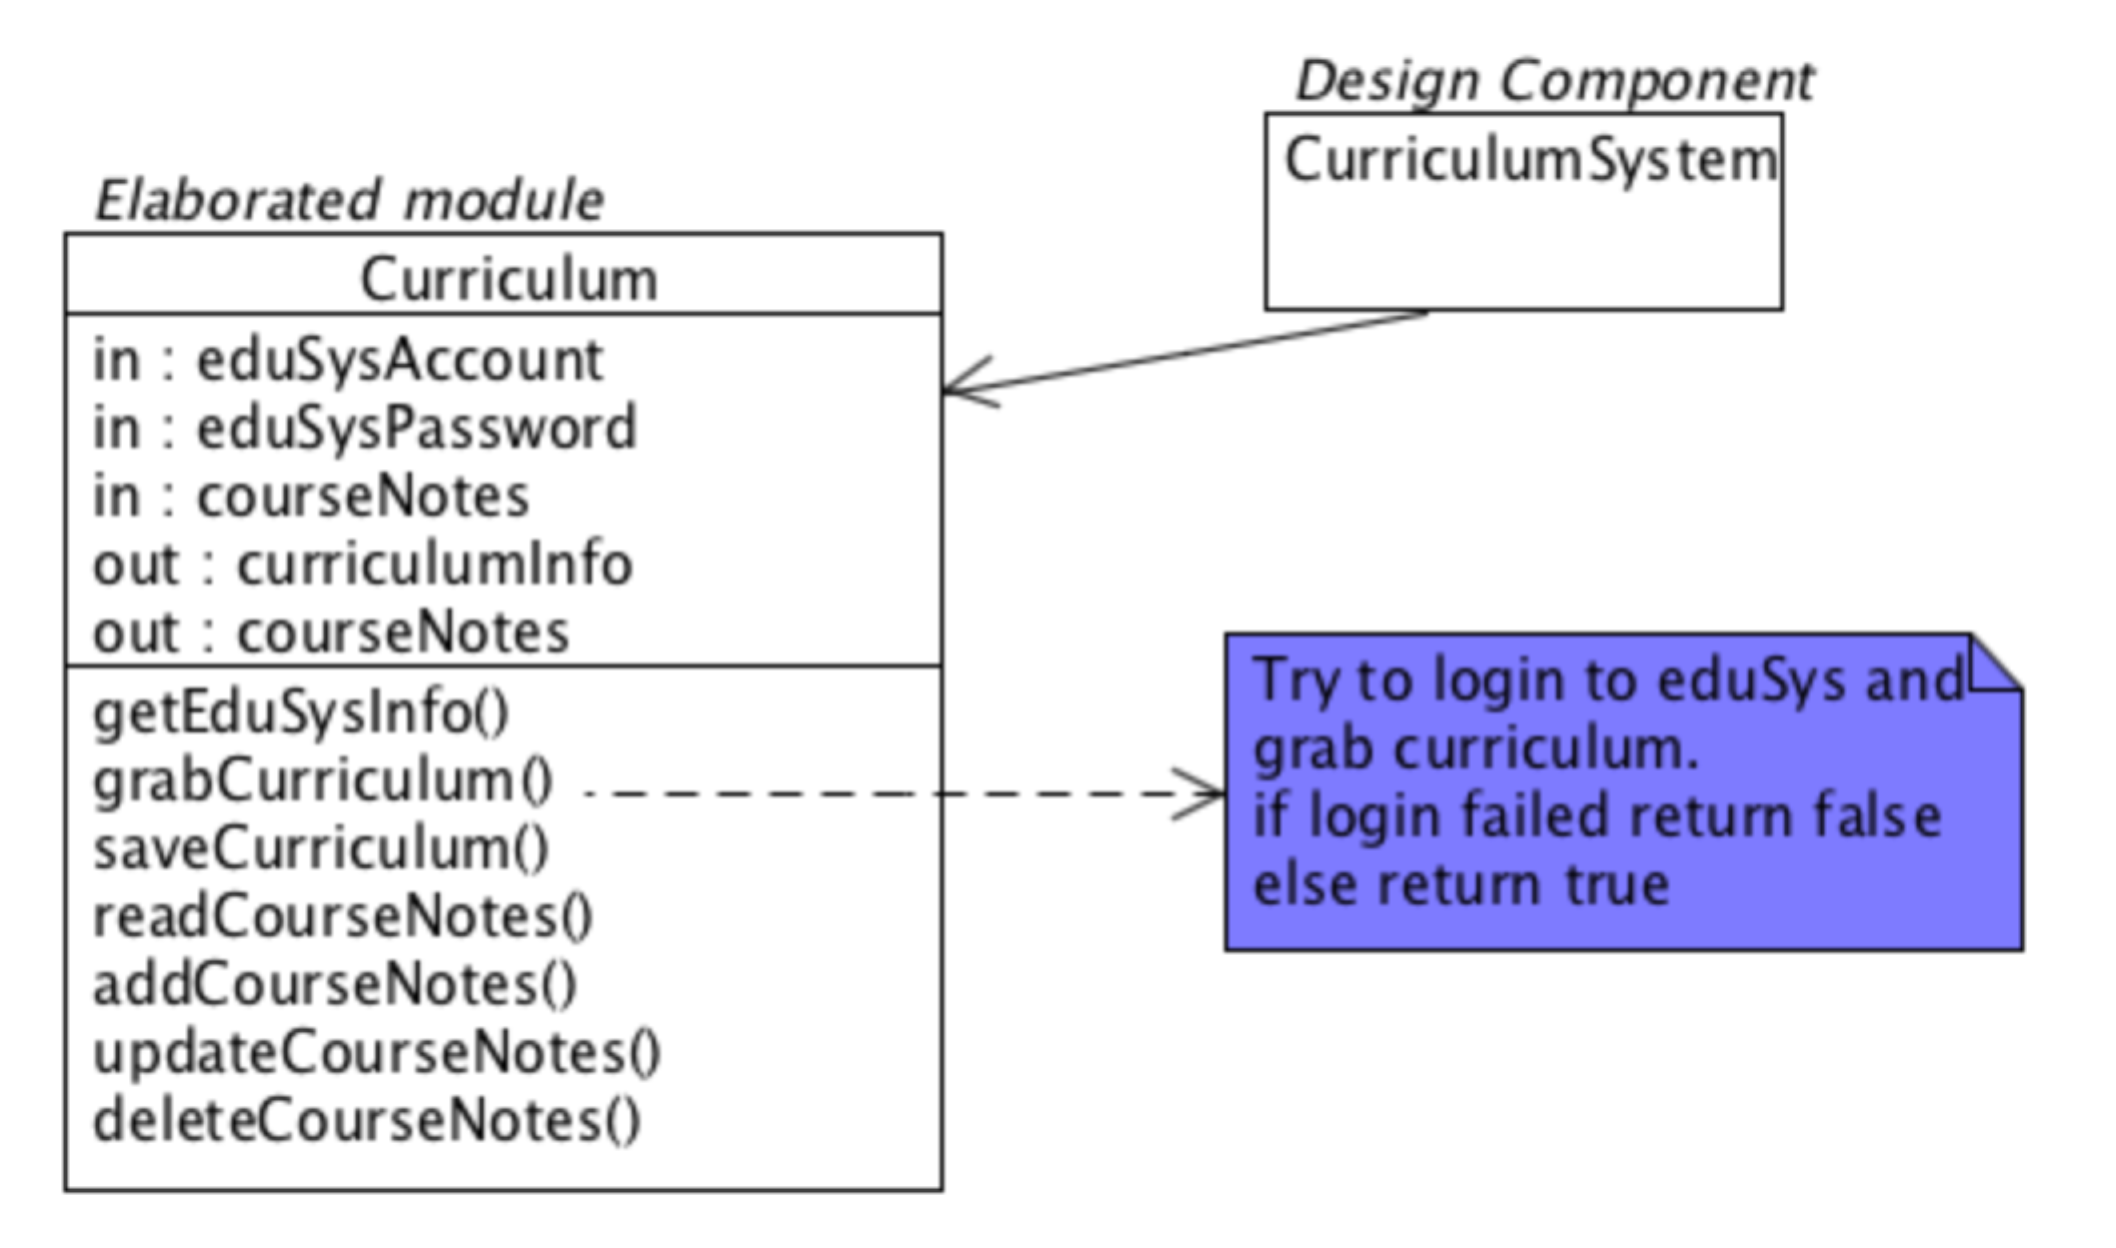 Design Component
CurriculumSystem
Elaborated module
Curriculum
in : eduSysAccount
in : eduSysPassword
in : courseNotes
out : curriculumInfo
out : courseNotes
getEduSysInfo()
grabCurriculum()
saveCurriculum()
readCourseNotes()
addCourseNotes()
updateCourseNotes()
deleteCourseNotes()
Try to login to eduSys and
grab curriculum.
if login failed return false
else return true